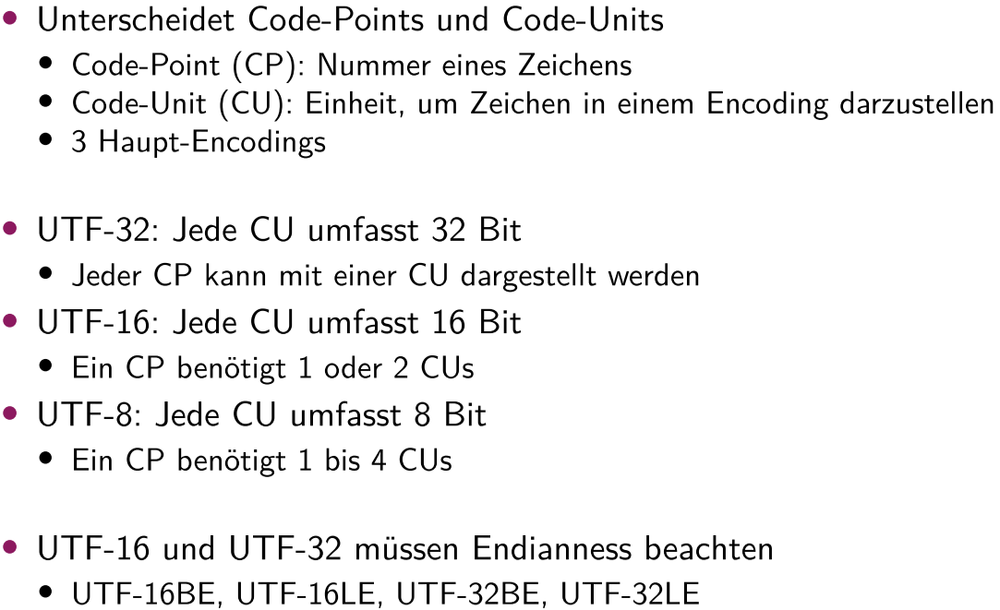 • Unterscheidet Code-Points und Code-Units
• Code-Point (CP): Nummer eines Zeichens
• Code-Unit (CU): Einheit, um Zeichen in einem Encoding darzustellen
• 3 Haupt-Encodings
• UTF-32: Jede CU umfasst 32 Bit
• Jeder CP kann mit einer CU dargestellt werden
• UTF-16: Jede CU umfasst 16 Bit
• Ein CP benötigt 1 oder 2 CUs
• UTF-8: Jede CU umfasst 8 Bit
• Ein CP benötigt 1 bis 4 CUs
• UTF-16 und UTF-32 müssen Endianness beachten
• UTF-16BE, UTF-16LE, UTF-32BE, UTF-32LE